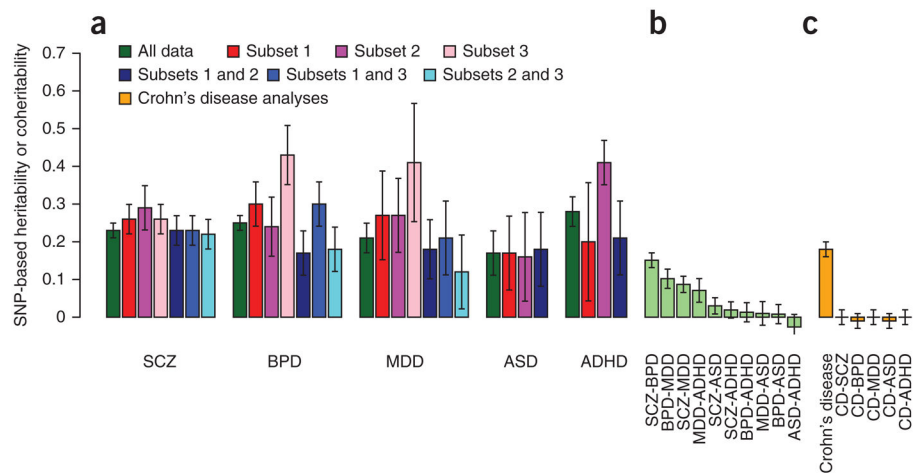 a
b
c
All data
Subset 1
Subset 2
Subset 3
Subsets 1 and 2
Subsets 1 and 3
Subsets 2 and 3
Crohn's disease analyses
SNP-based heritability or coheritability
0.7
0.6
0.5
0.4
0.3
0.2
0.1
0
SCZ
BPD
MDD
ASD
ADHD
SCZ-BPD
BPD-MDD
SCZ-MDD
MDD-ADHD
SCZ-ASD
SCZ-ADHD
BPD-ADHD
MDD-ASD
BPD-ASD
ASD-ADHD
Crohn's disease
CD-SCZ
CD-BPD
CD-MDD
CD-ASD
CD-ADHD